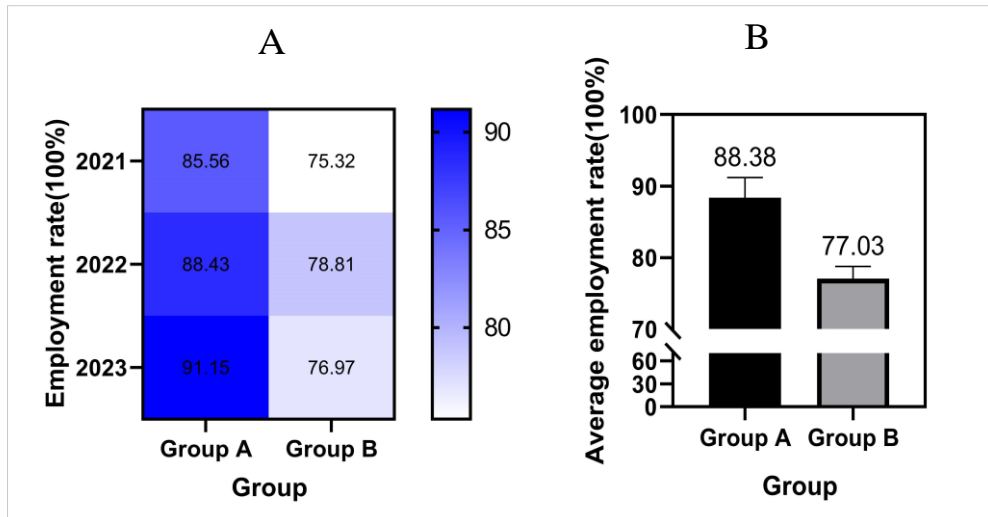 A
Employment rate(100%)
2021
2022
2023
85.56
75.32
88.43
78.81
91.15
76.97
Group A
Group B
Group
90
85
80
B
Average employment rate(100%)
100
90
80
70
60
30
0
88.38
77.03
Group A
Group B
Group